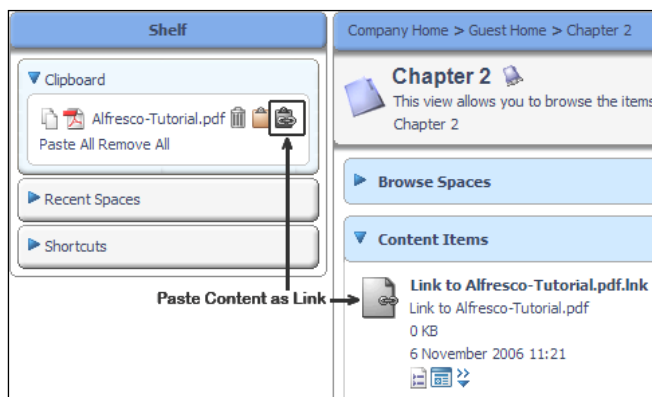 Shelf
Clipboard
Alfresco-Tutorial.pdf
Paste All Remove All
Recent Spaces
Shortcuts
Paste Content as Link
Company Home > Guest Home > Chapter 2
Chapter 2
This view allows you to browse the items
Chapter 2
Browse Spaces
Content Items
Link to Alfresco-Tutorial.pdf.lnk
Link to Alfresco-Tutorial.pdf
0 KB
6 November 2006 11:21